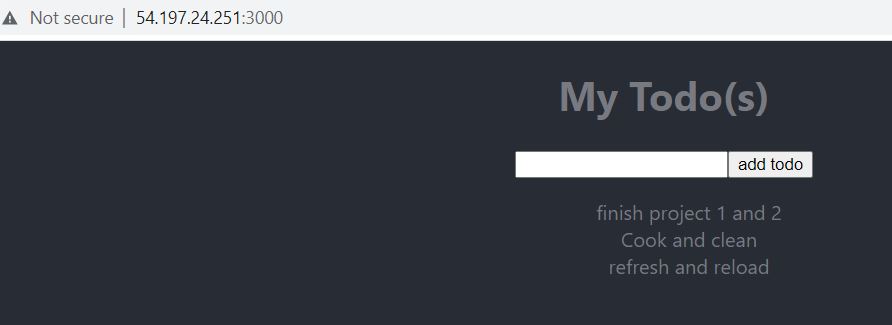 Not secure | 54.197.24.251:3000
My Todo(s)
add todo
finish project 1 and 2
Cook and clean
refresh and reload